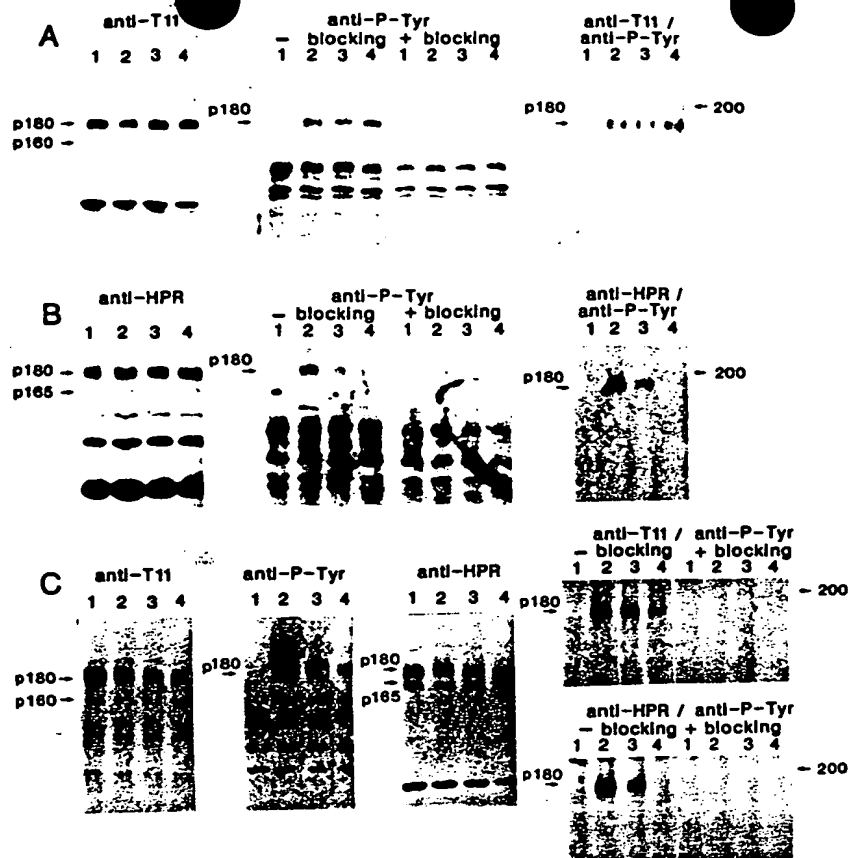 A
anti-T11
1 2 3 4
p180
p160
anti-P-Tyr
- blocking + blocking
1 2 3 4 1 2 3 4
p180
anti-T11 /
anti-P-Tyr
1 2 3 4
p180
200
B
anti-HPR
1 2 3 4
p180
p165
anti-P-Tyr
- blocking + blocking
1 2 3 4 1 2 3 4
p180
anti-HPR /
anti-P-Tyr
1 2 3 4
p180
200
C
anti-T11
1 2 3 4
p180
p160
anti-P-Tyr
1 2 3 4
p180
anti-HPR
1 2 3 4
p180
p165
anti-T11 / anti-P-Tyr
- blocking + blocking
1 2 3 4 1 2 3 4
p180
200
anti-HPR / anti-P-Tyr
- blocking + blocking
1 2 3 4 1 2 3 4
p180
200